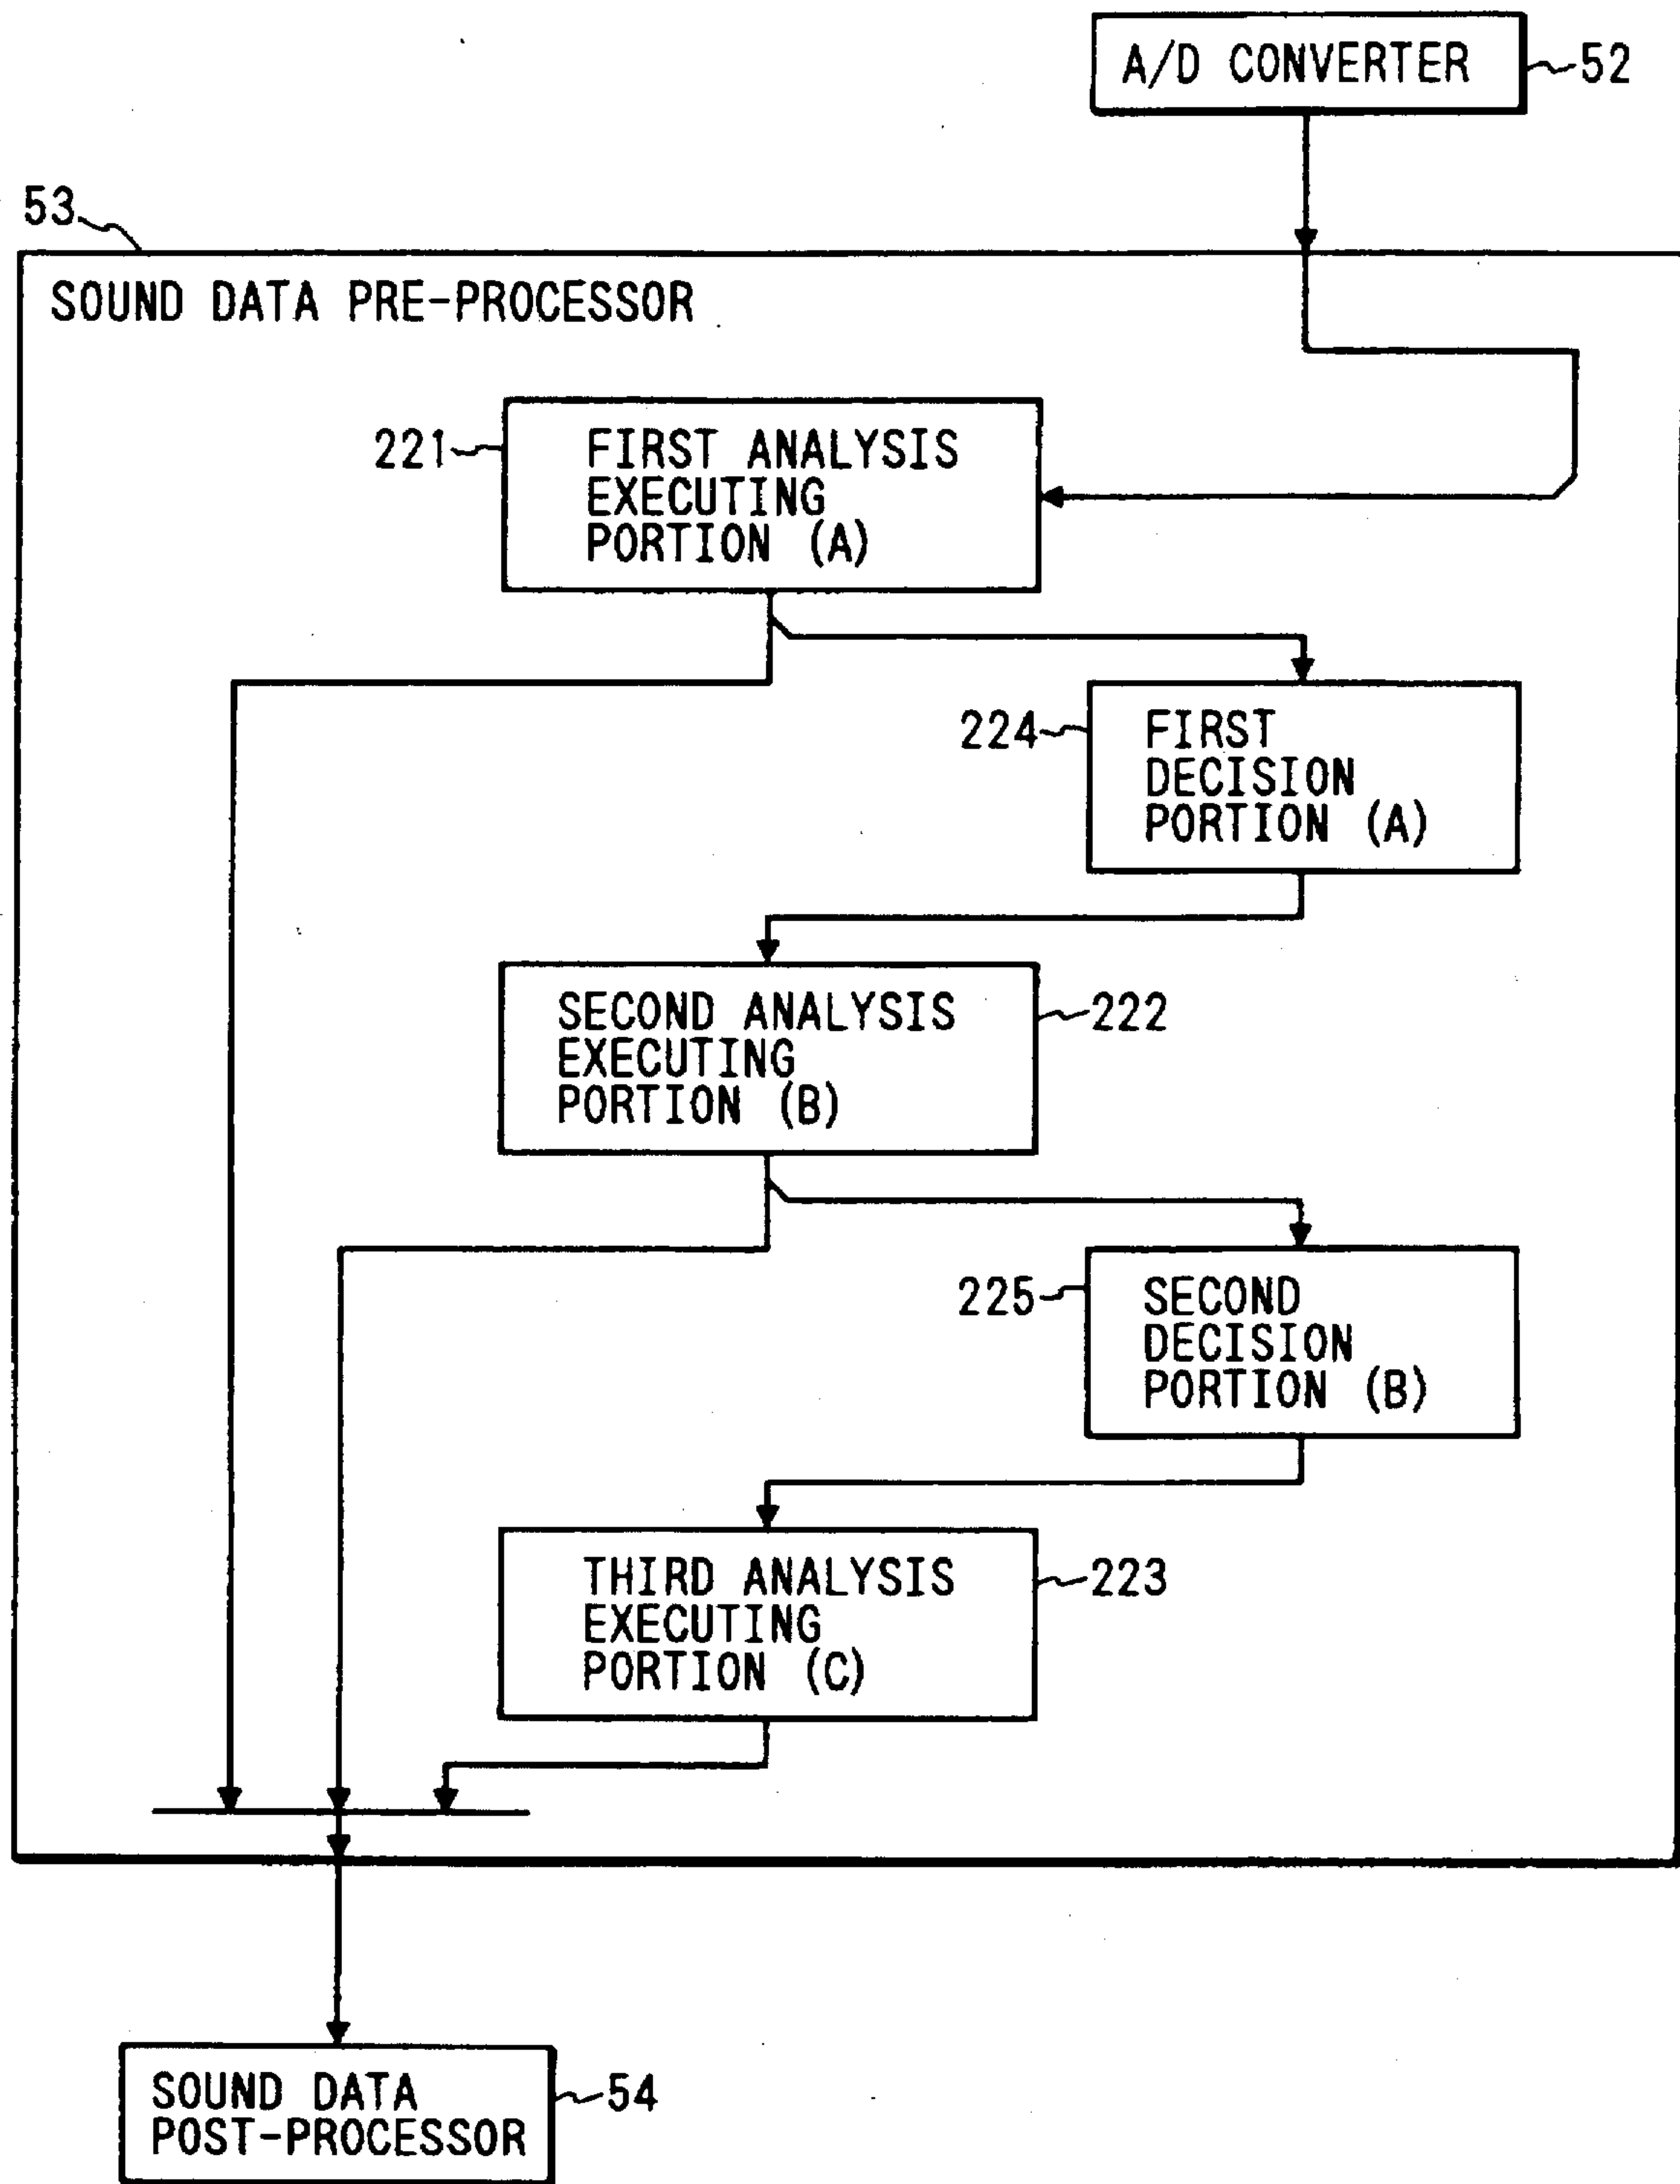 A/D CONVERTER
52
53
SOUND DATA PRE-PROCESSOR
221
FIRST ANALYSIS
EXECUTING
PORTION (A)
224
FIRST
DECISION
PORTION (A)
SECOND ANALYSIS
EXECUTING
PORTION (B)
222
225
SECOND
DECISION
PORTION (B)
THIRD ANALYSIS
EXECUTING
PORTION (C)
223
SOUND DATA
POST-PROCESSOR
54